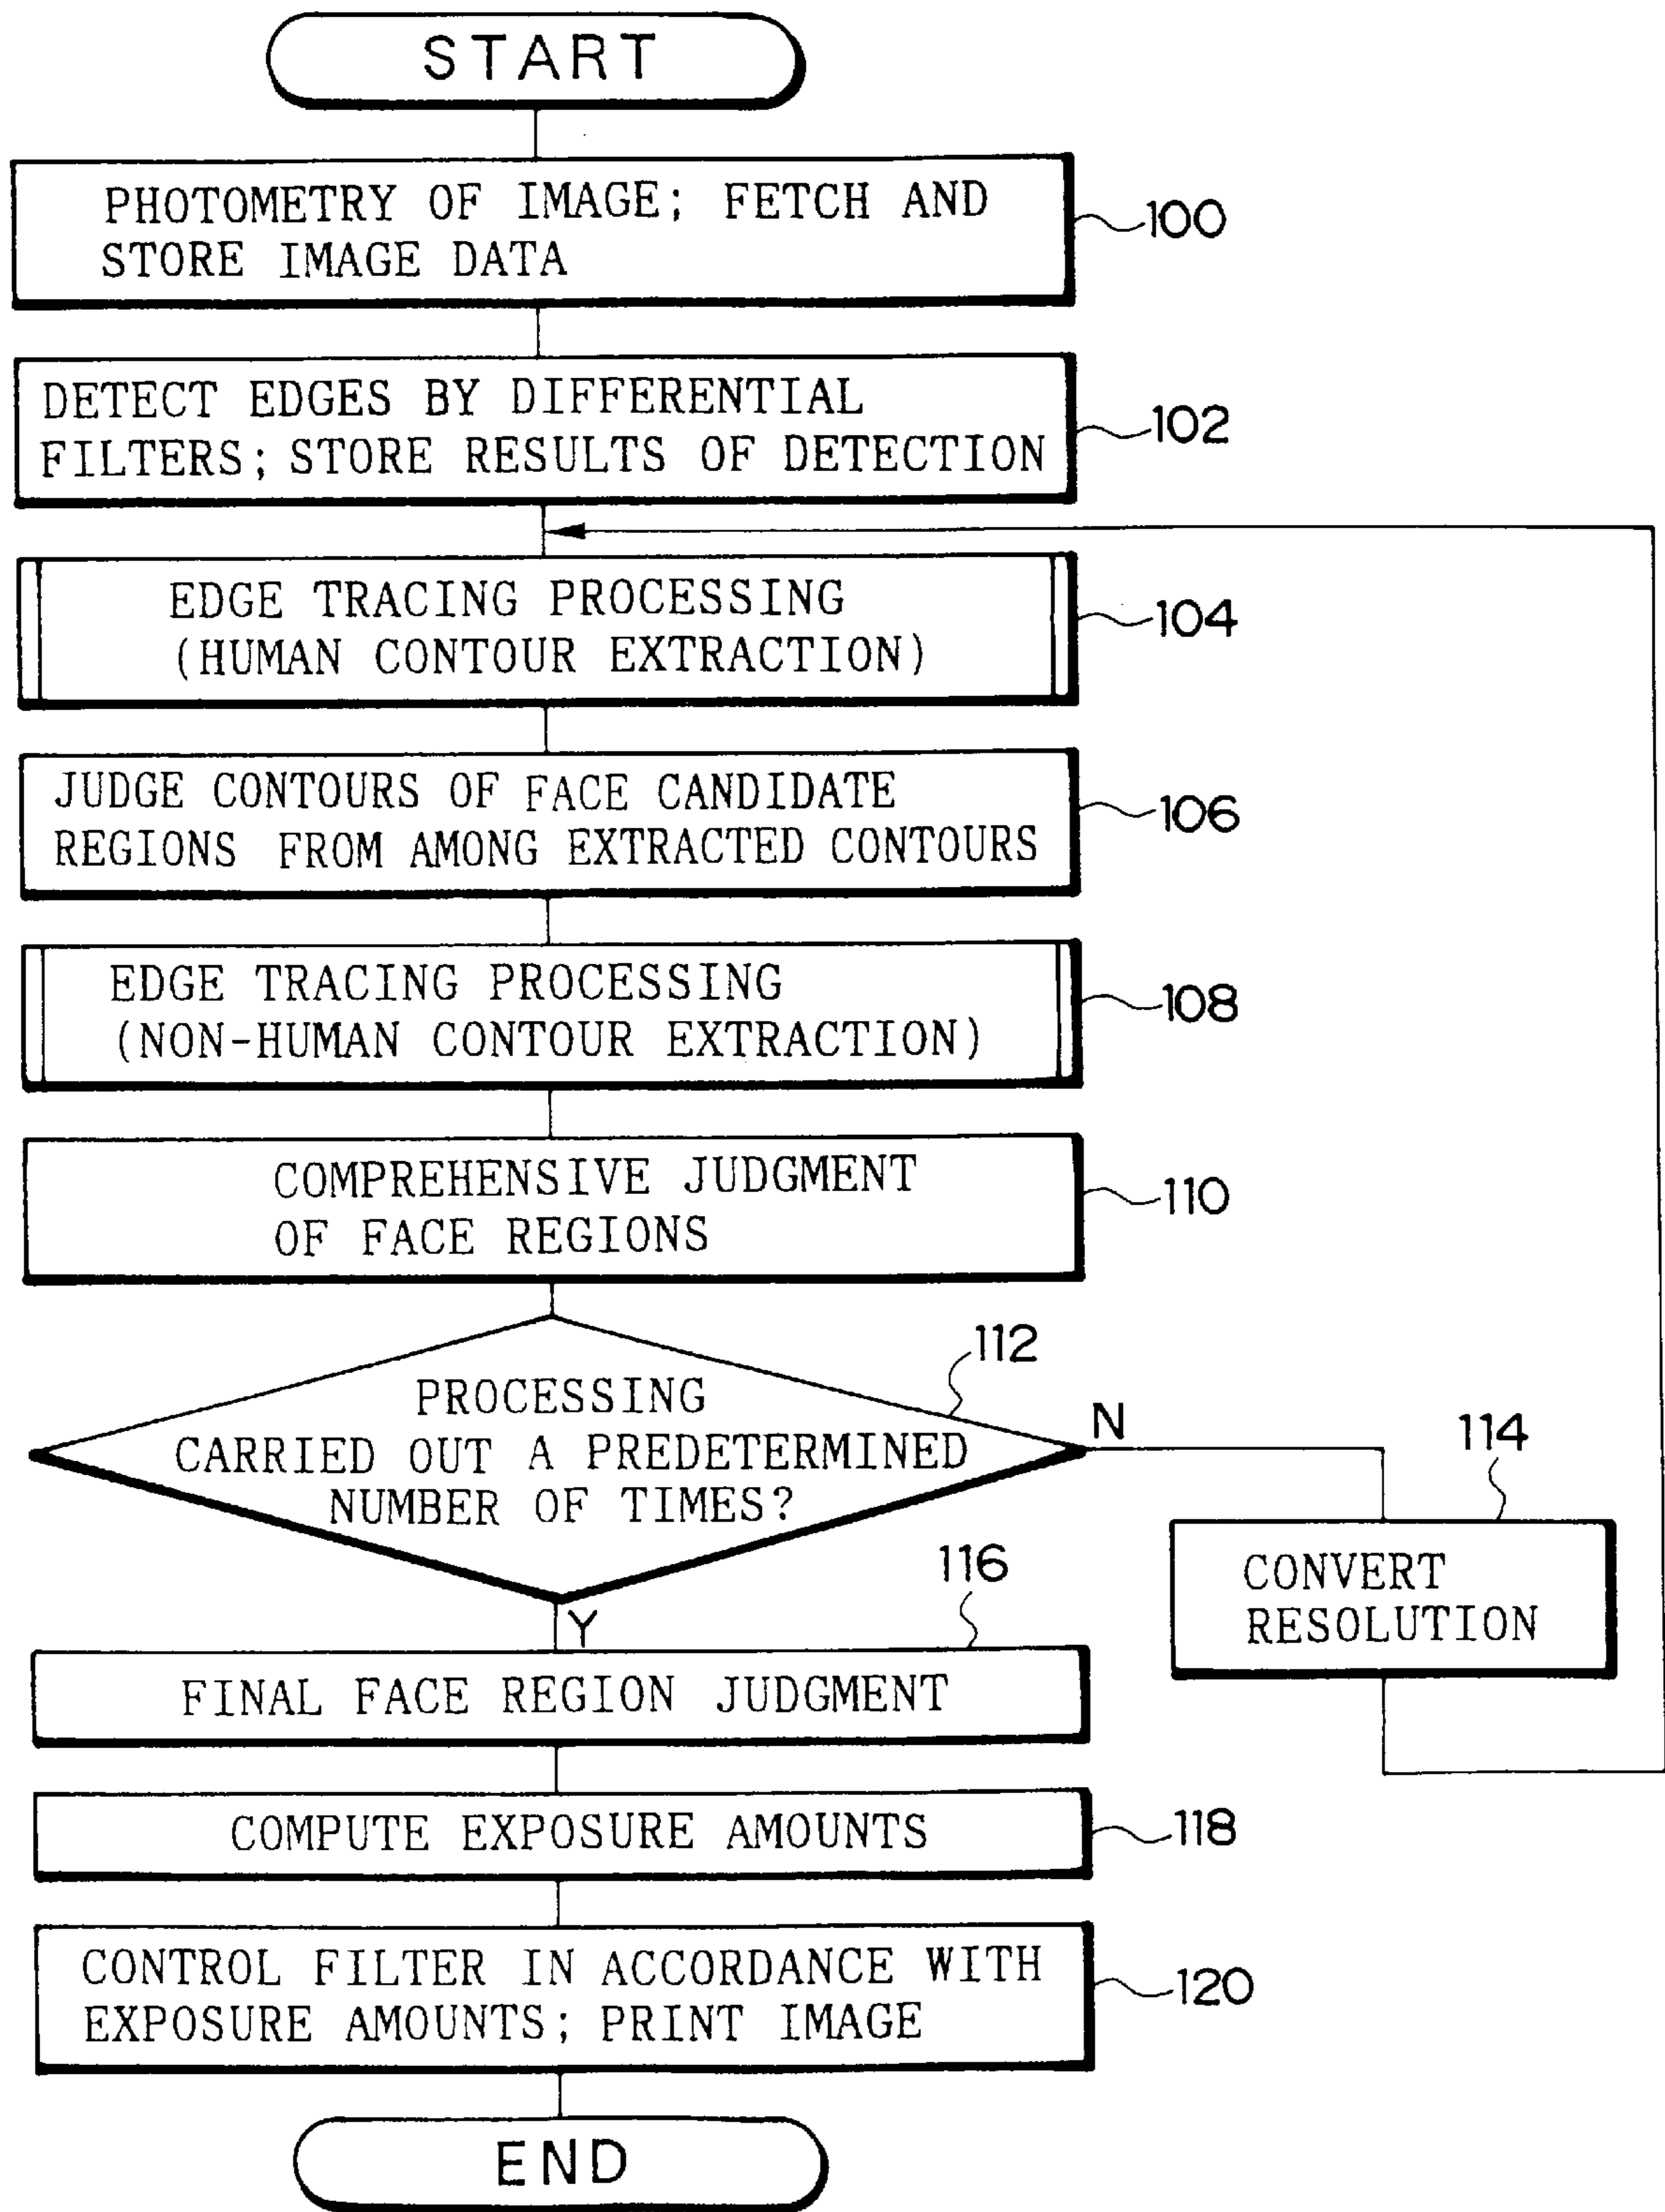 START
PHOTOMETRY OF IMAGE; FETCH AND
STORE IMAGE DATA
100
DETECT EDGES BY DIFFERENTIAL
FILTERS; STORE RESULTS OF DETECTION
102
EDGE TRACING PROCESSING
(HUMAN CONTOUR EXTRACTION)
104
JUDGE CONTOURS OF FACE CANDIDATE
REGIONS FROM AMONG EXTRACTED CONTOURS
106
EDGE TRACING PROCESSING
(NON-HUMAN CONTOUR EXTRACTION)
108
COMPREHENSIVE JUDGMENT
OF FACE REGIONS
110
112
PROCESSING
CARRIED OUT A PREDETERMINED
NUMBER OF TIMES?
N
114
CONVERT
RESOLUTION
Y
116
FINAL FACE REGION JUDGMENT
COMPUTE EXPOSURE AMOUNTS
118
CONTROL FILTER IN ACCORDANCE WITH
EXPOSURE AMOUNTS; PRINT IMAGE
120
END